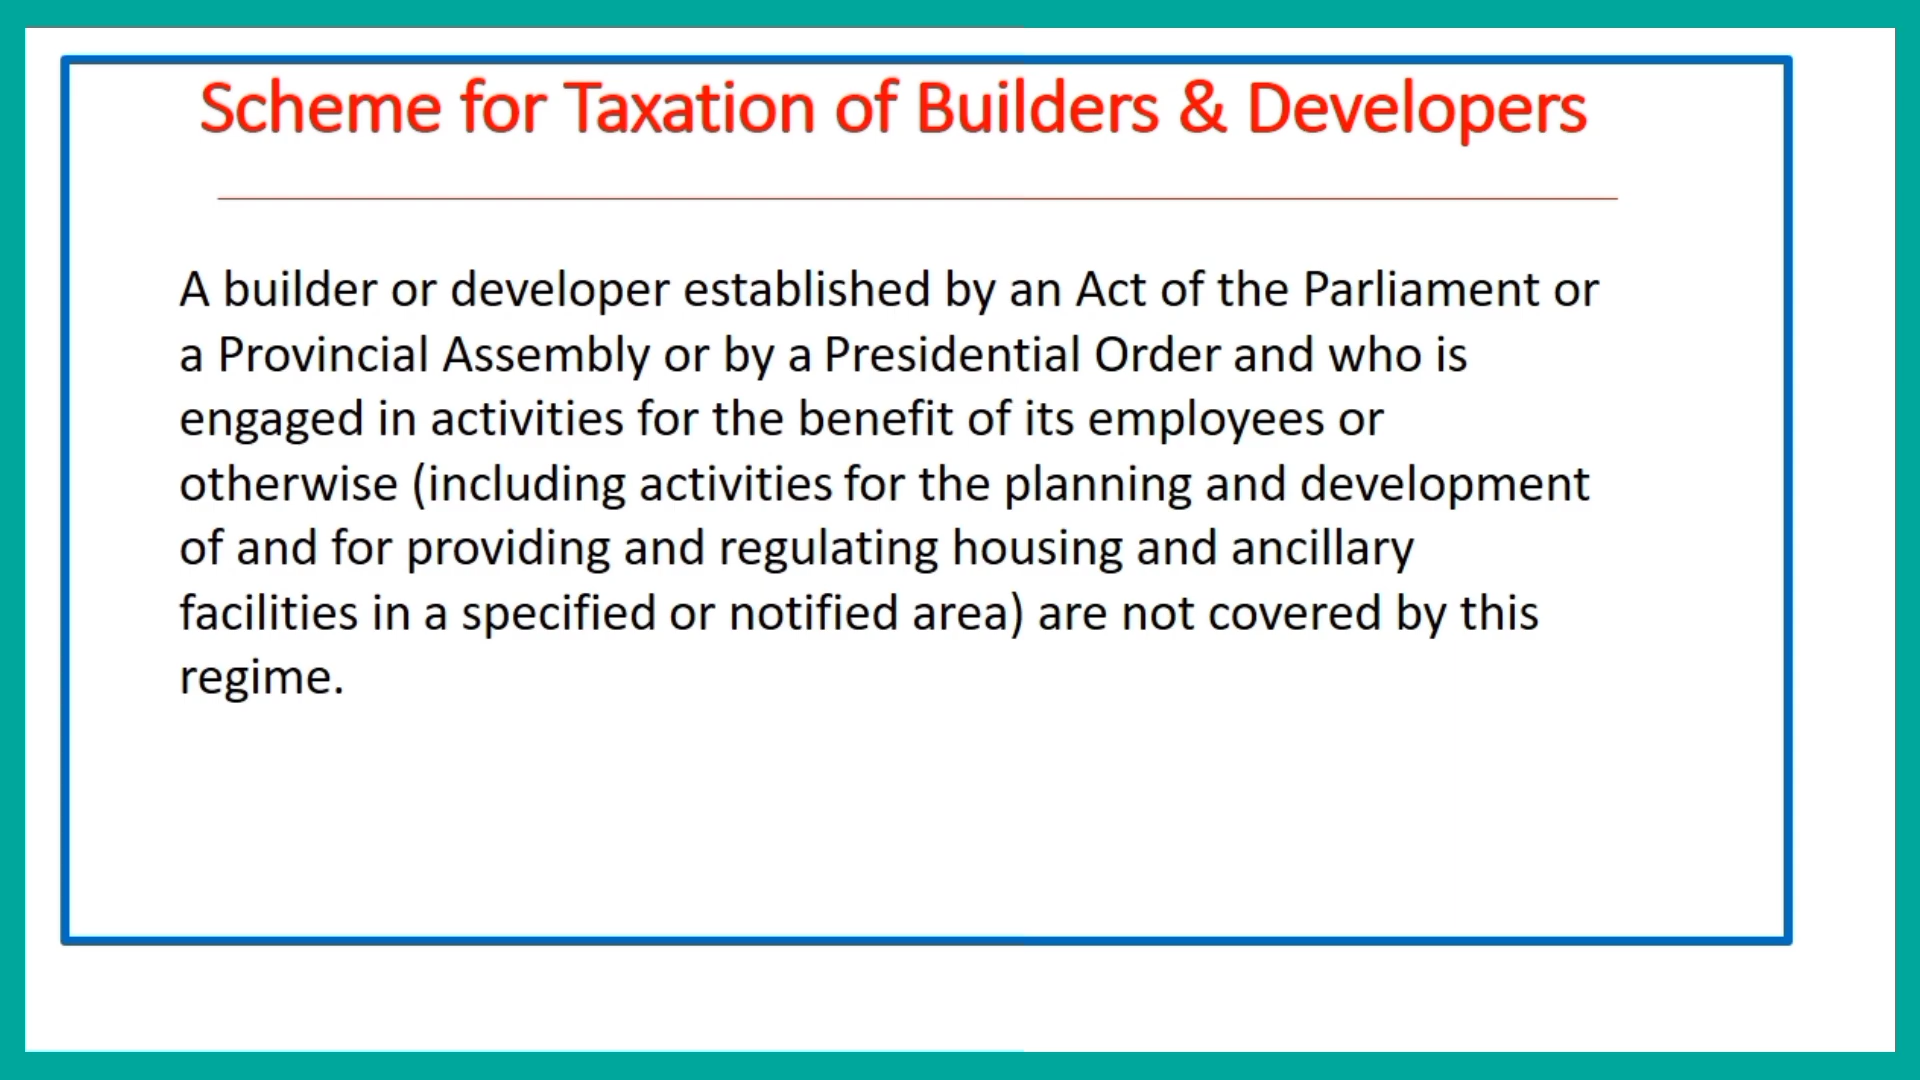 Scheme for Taxation of Builders & Developers
A builder or developer established by an Act of the Parliament or
a Provincial Assembly or by a Presidential Order and who is
engaged in activities for the benefit of its employees or
otherwise (including activities for the planning and development
of and for providing and regulating housing and ancillary
facilities in a specified or notified area) are not covered by this
regime.